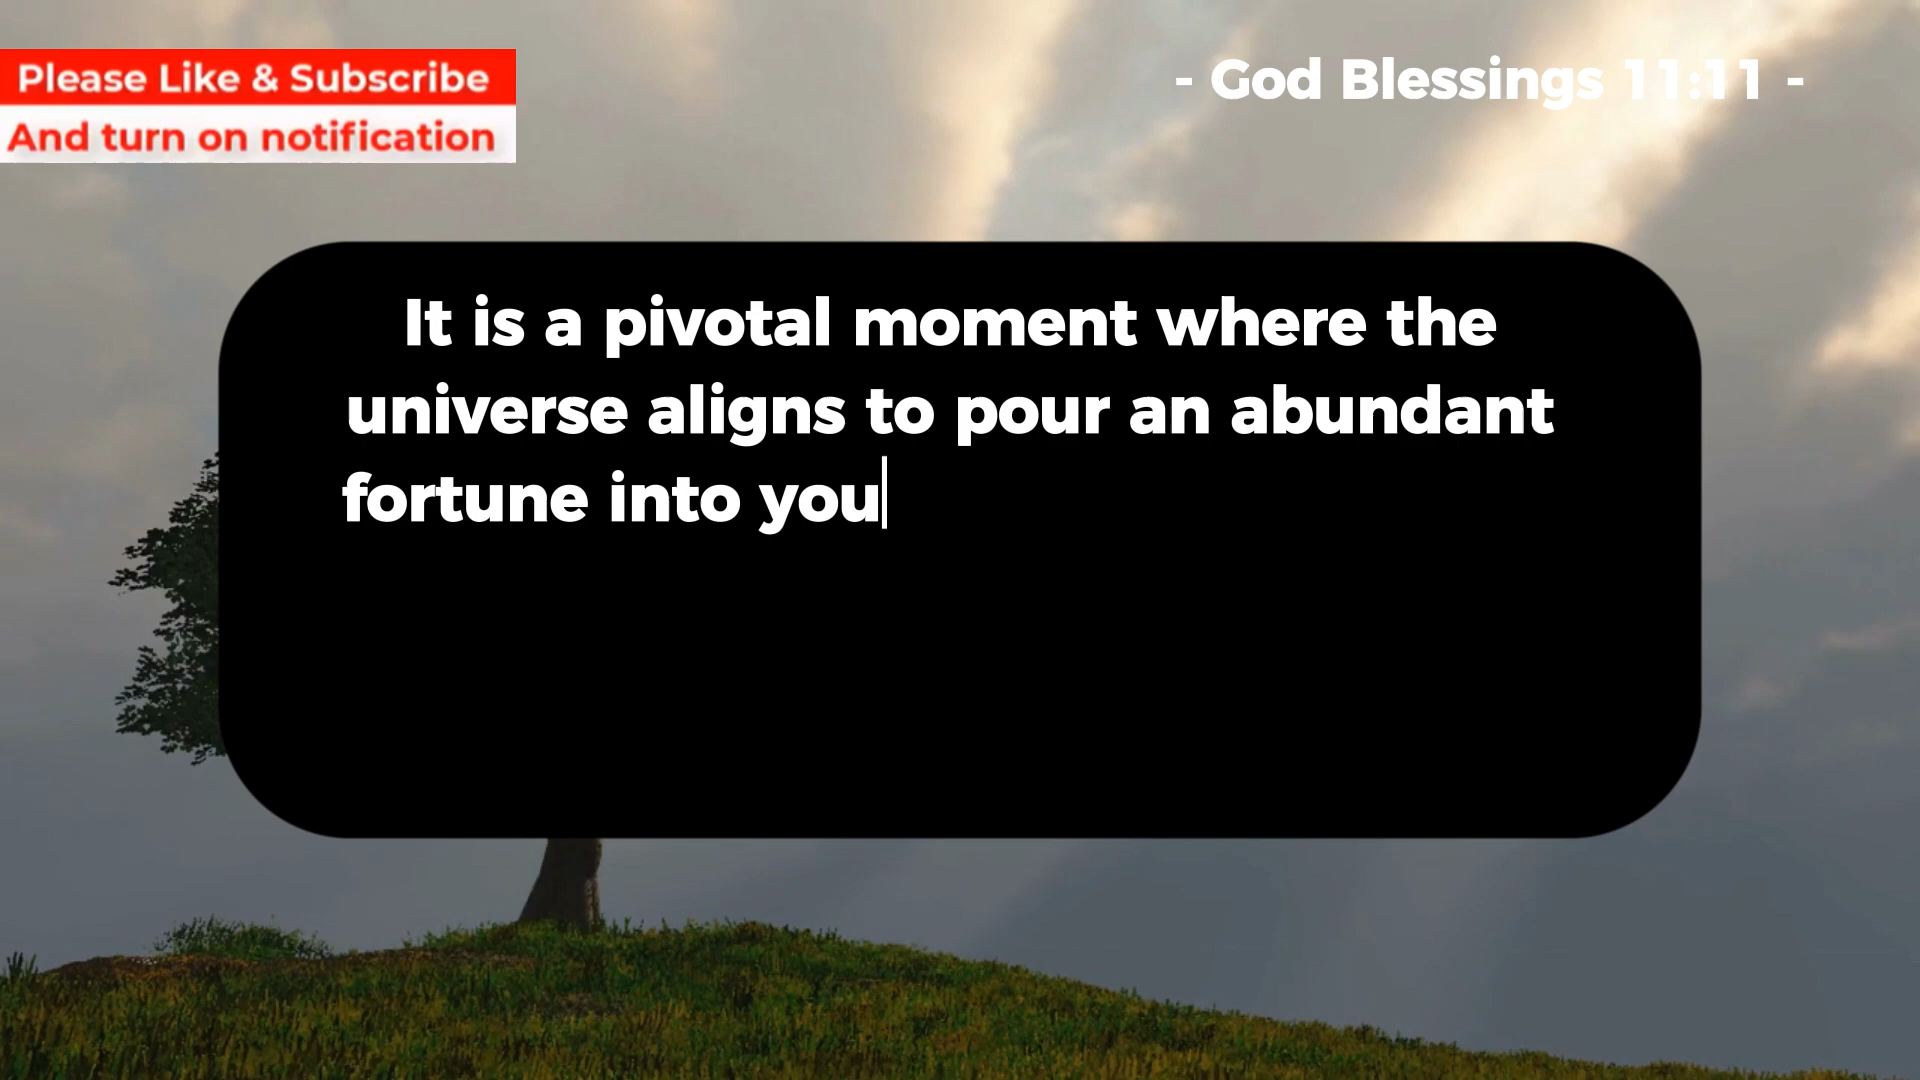 Please Like & Subscribe
And turn on notification
- God Blessings 11:11 -
It is a pivotal moment where the
universe aligns to pour an abundant
fortune into you